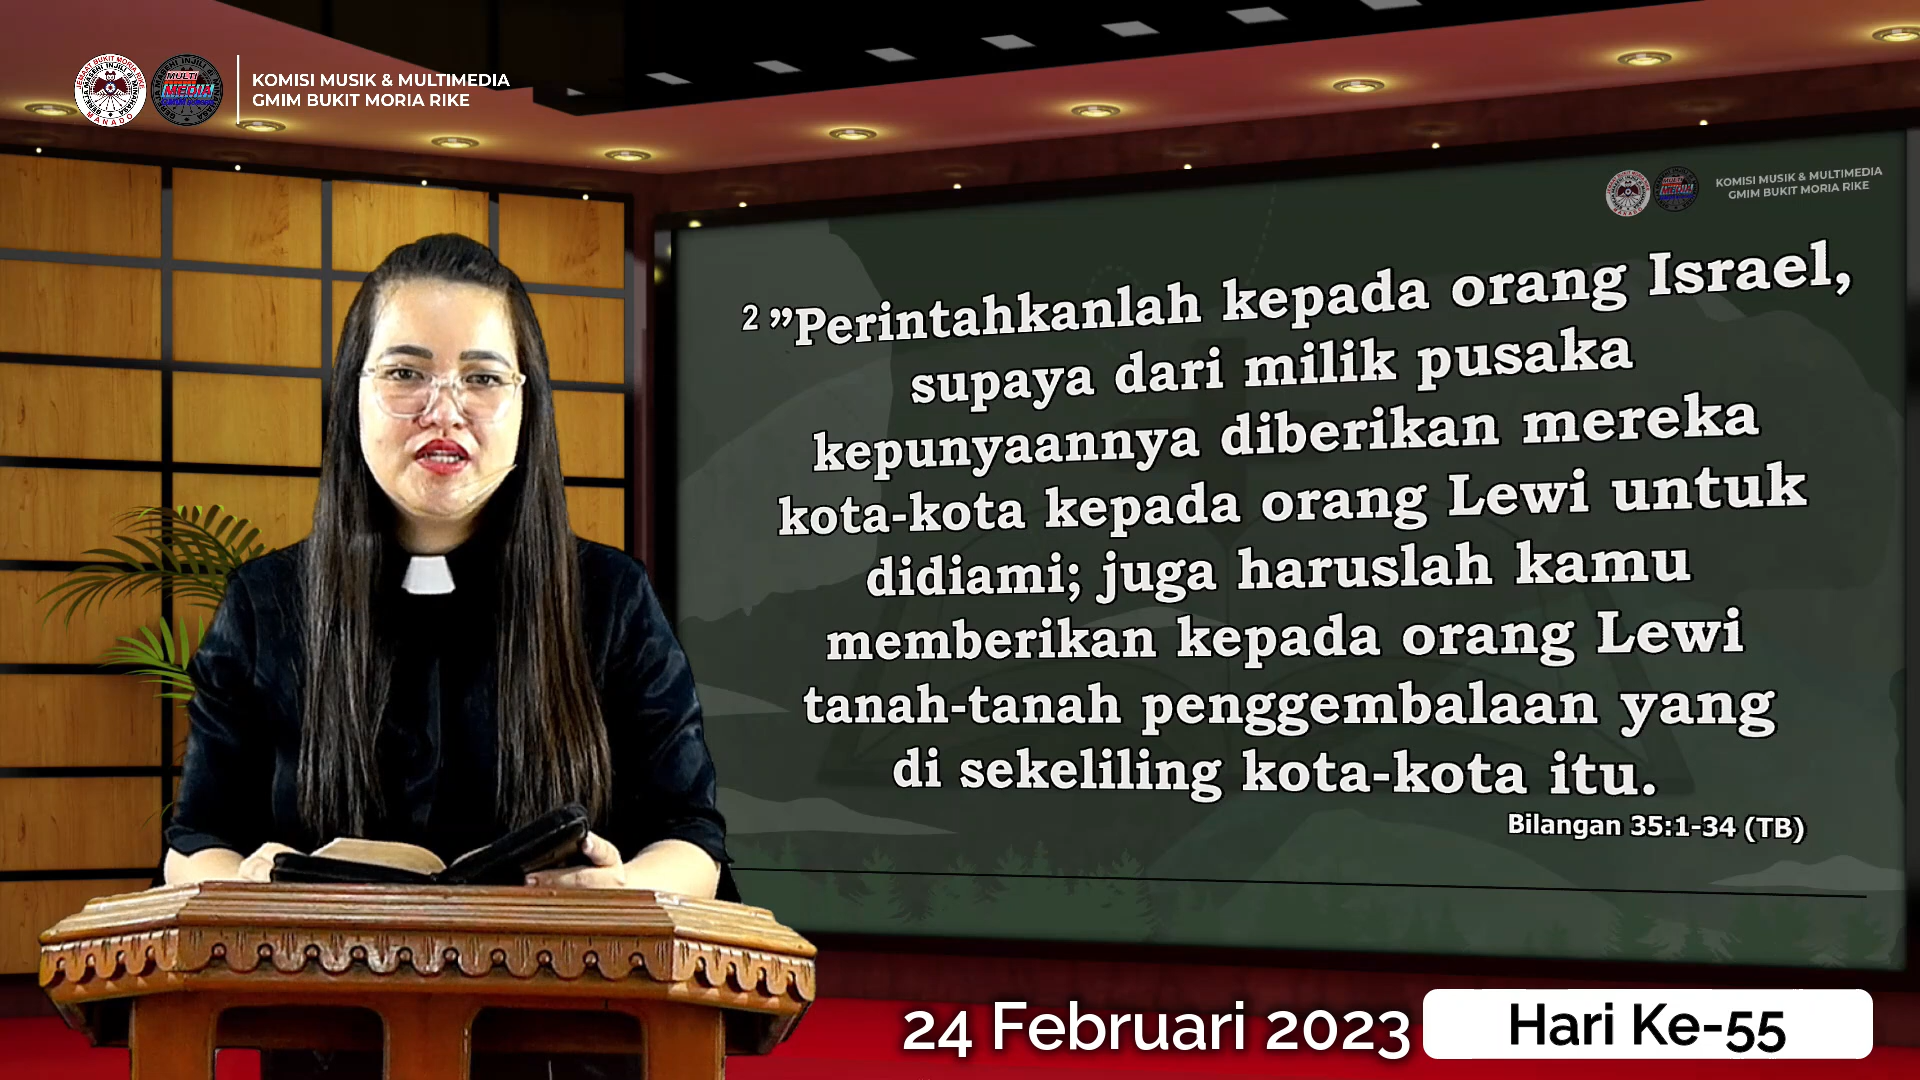 KOMISI MUSIK & MULTIMEDIA
GMIM BUKIT MORIA RIKE
MULTI
MEDIA
MANADO
KOMISI MUSIK & MULTIMEDIA
GMIM BUKIT MORIA RIKE
2 ”Perintahkanlah kepada orang Israel,
supaya dari milik pusaka
kepunyaannya diberikan mereka
kota-kota kepada orang Lewi untuk
didiami; juga haruslah kamu
memberikan kepada orang Lewi
tanah-tanah penggembalaan yang
di sekeliling kota-kota itu.
Bilangan 35:1-34 (TB)
24 Februari 2023
Hari Ke-55